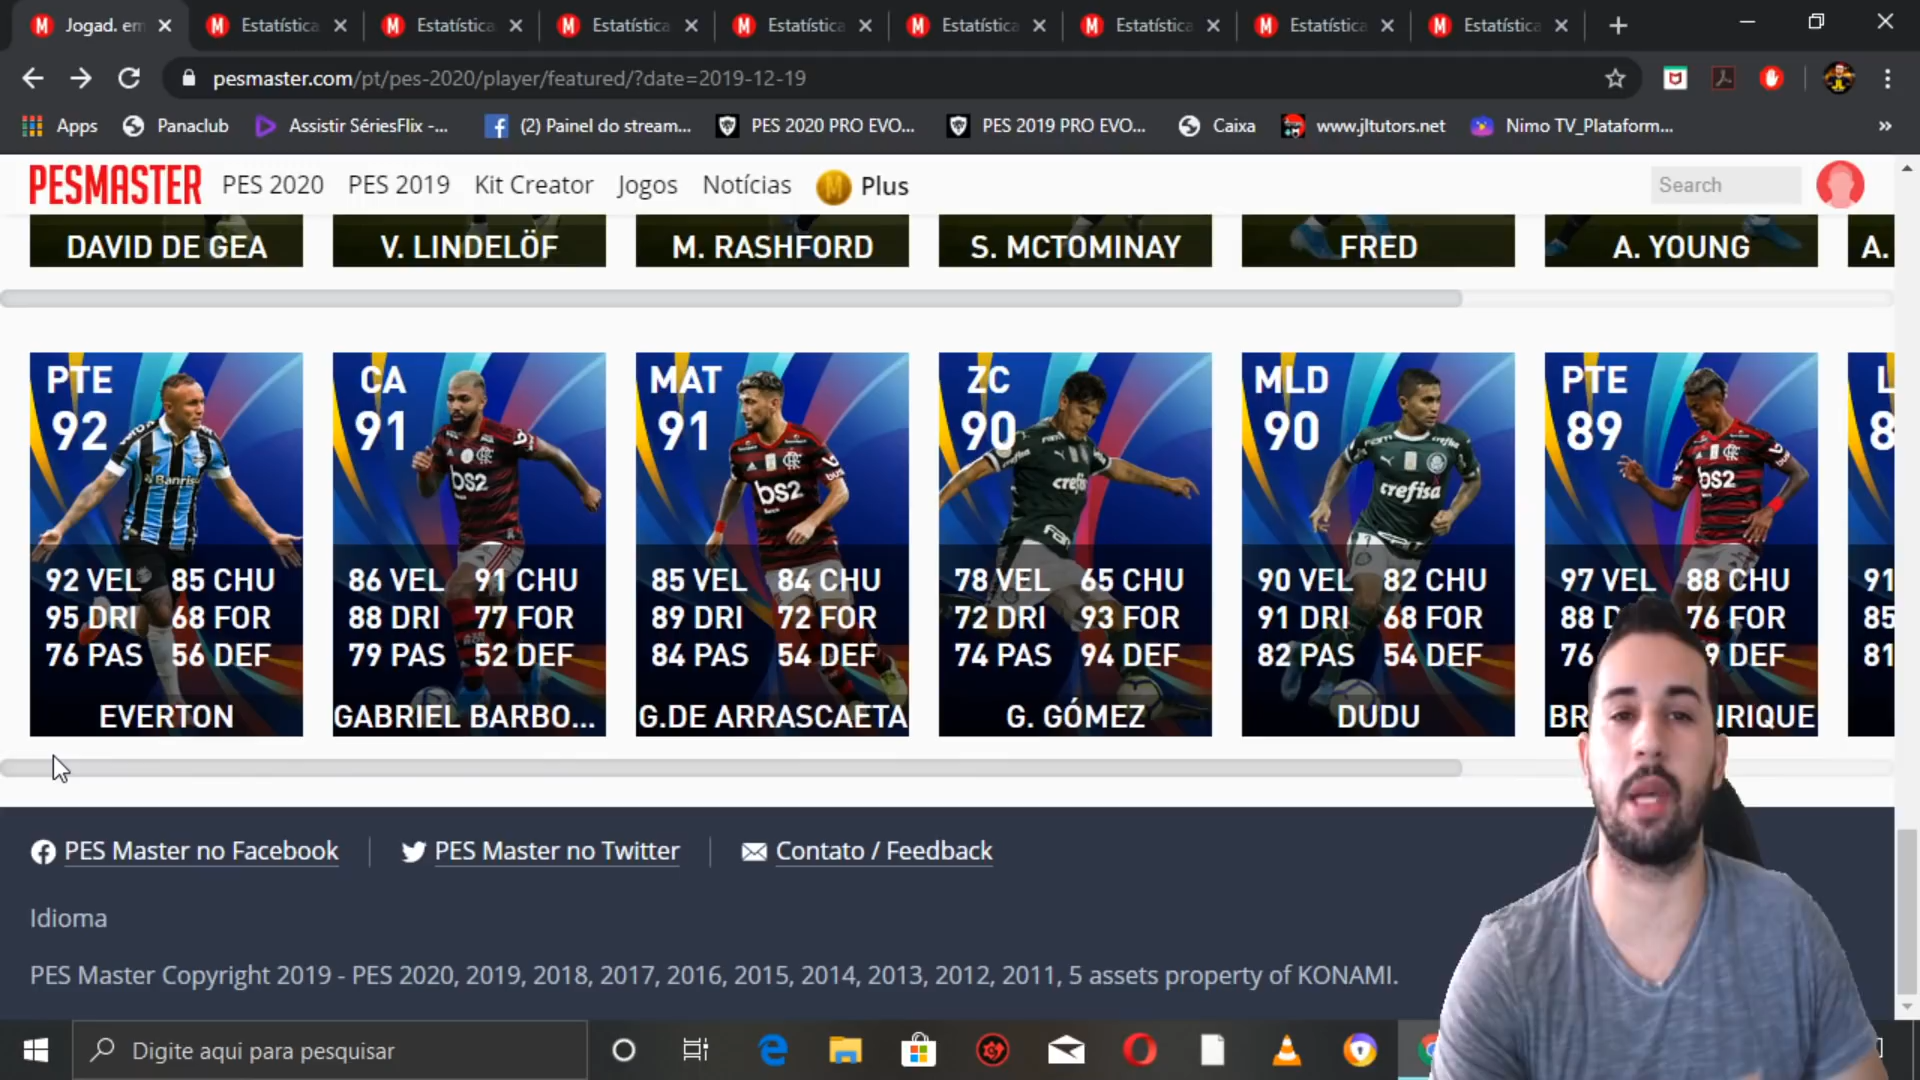 Jogad. em
Estatística
Estatística
Estatística
Estatística
Estatística
Estatística
Estatística
Estatística
pesmaster.com/pt/pes-2020/player/featured/?date=2019-12-19
Apps
Panaclub
Assistir SériesFlix -...
(2) Painel do stream...
PES 2020 PRO EVO...
PES 2019 PRO EVO...
Caixa
www.jltutors.net
Nimo TV_Plataform...
»
PESMASTER
PES 2020
PES 2019
Kit Creator
Jogos
Notícias
Plus
Search
DAVID DE GEA
V. LINDELÖF
M. RASHFORD
S. MCTOMINAY
FRED
A. YOUNG
A.
PTE
92
92 VEL 85 CHU
95 DRI 68 FOR
76 PAS 56 DEF
EVERTON
CA
91
86 VEL 91 CHU
88 DRI 77 FOR
79 PAS 52 DEF
GABRIEL BARBO...
MAT
91
85 VEL 84 CHU
89 DRI 72 FOR
84 PAS 54 DEF
G.DE ARRASCAETA
ZC
90
78 VEL 65 CHU
72 DRI 93 FOR
74 PAS 94 DEF
G. GÓMEZ
MLD
90
90 VEL 82 CHU
91 DRI 68 FOR
82 PAS 54 DEF
DUDU
PTE
89
97 VEL 88 CHU
88 76 FOR
76 DEF
91
85
81
PES Master no Facebook
PES Master no Twitter
Contato / Feedback
Idioma
PES Master Copyright 2019 - PES 2020, 2019, 2018, 2017, 2016, 2015, 2014, 2013, 2012, 2011, 5 assets property of KONAMI.
Digite aqui para pesquisar